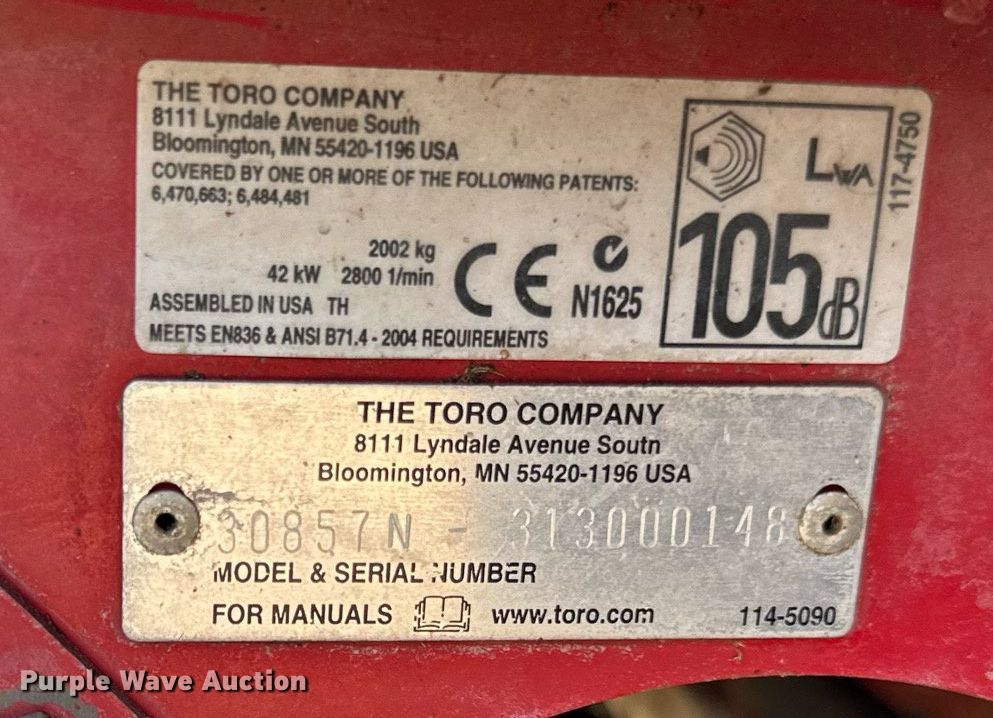 THE TORO COMPANY
8111 Lyndale Avenue South
Bloomington, MN 55420-1196 USA
COVERED BY ONE OR MORE OF THE FOLLOWING PATENTS:
6,470,663; 6,484,481
2002 kg
42 kW 2800 1/min
ASSEMBLED IN USA TH
MEETS EN836 & ANSI B71.4 - 2004 REQUIREMENTS
CE
N1625
LWA
105dB
117-4750
THE TORO COMPANY
8111 Lyndale Avenue South
Bloomington, MN 55420-1196 USA
30857N - 313000148
MODEL & SERIAL NUMBER
FOR MANUALS www.toro.com 114-5090
Purple Wave Auction